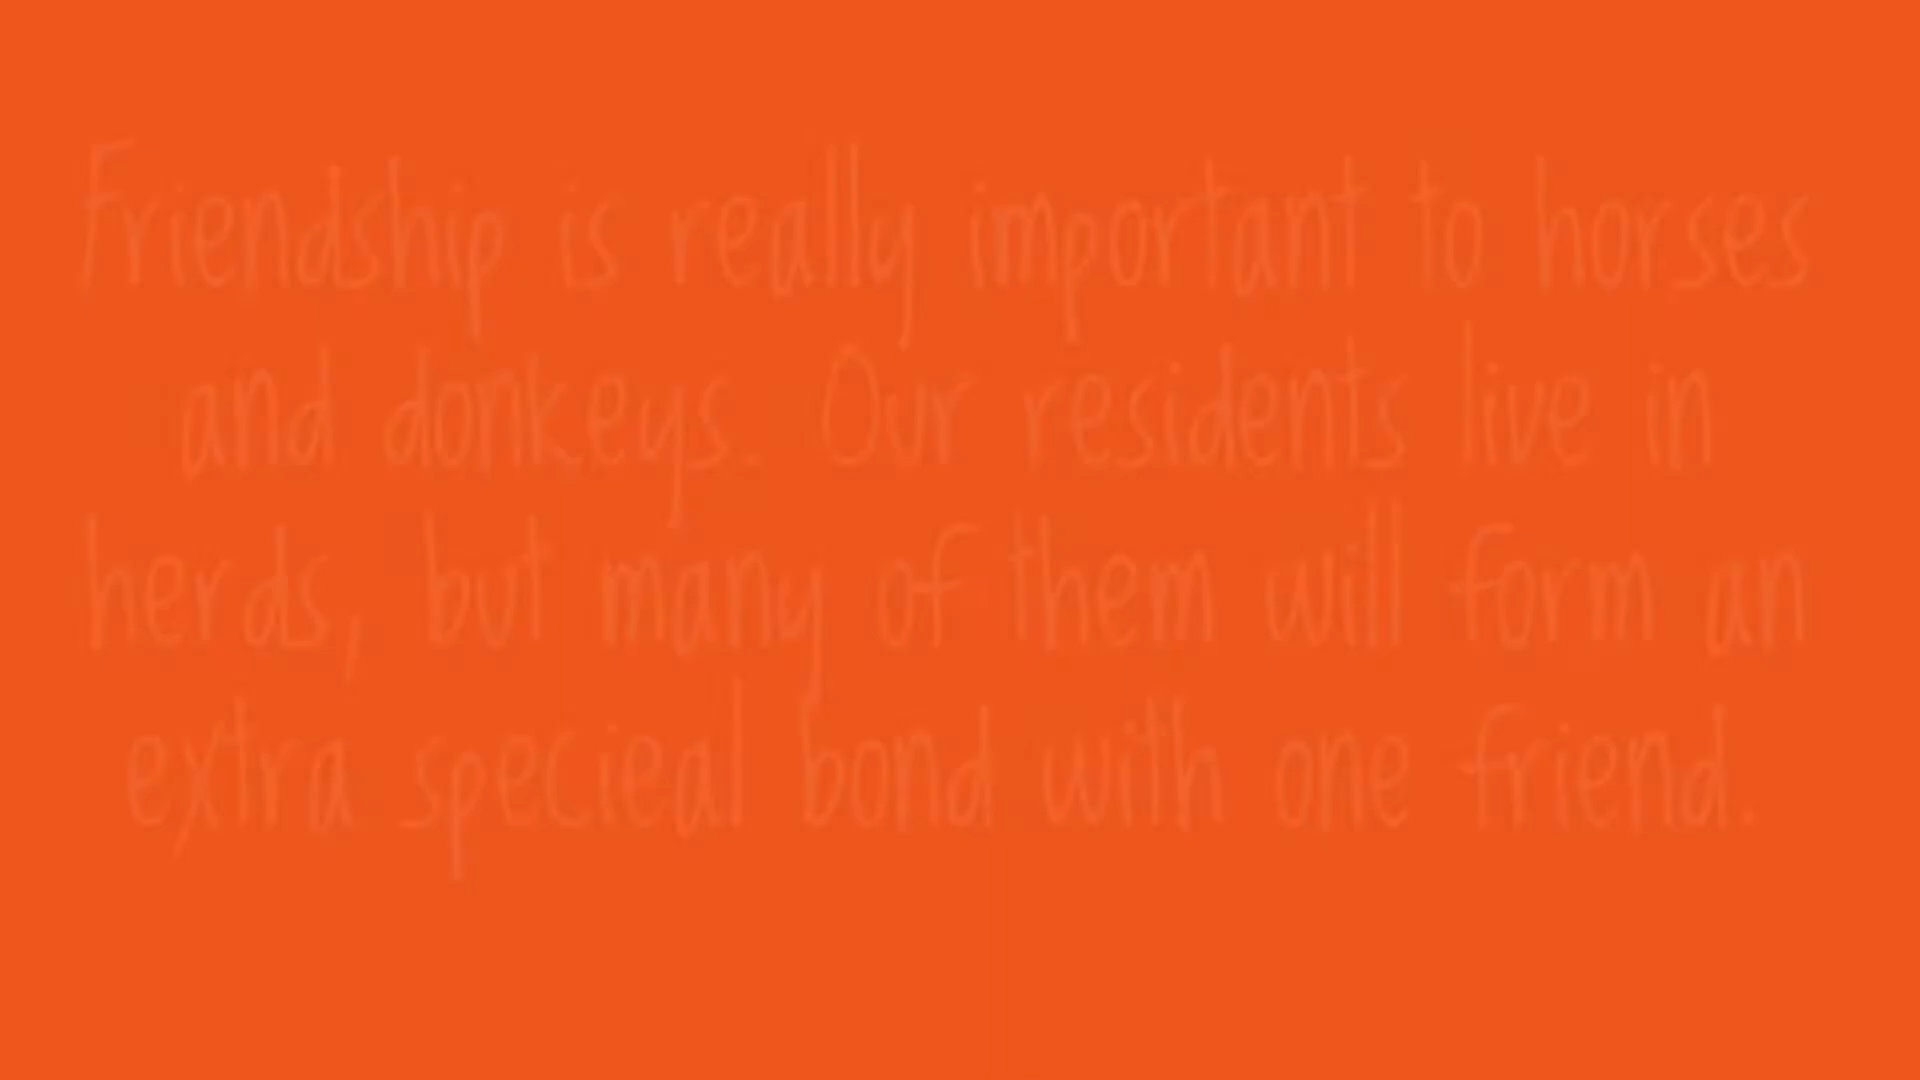 Friendship is really important to horses
and donkeys. Our residents live in
herds, but many of them will form an
extra specieal bond with one friend.